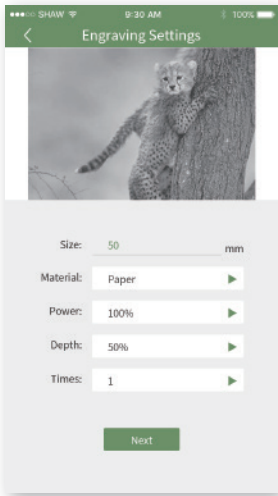 SHAW 9:30 AM 100%
Engraving Settings
Size: 50 mm
Material: Paper
Power: 100%
Depth: 50%
Times: 1
Next